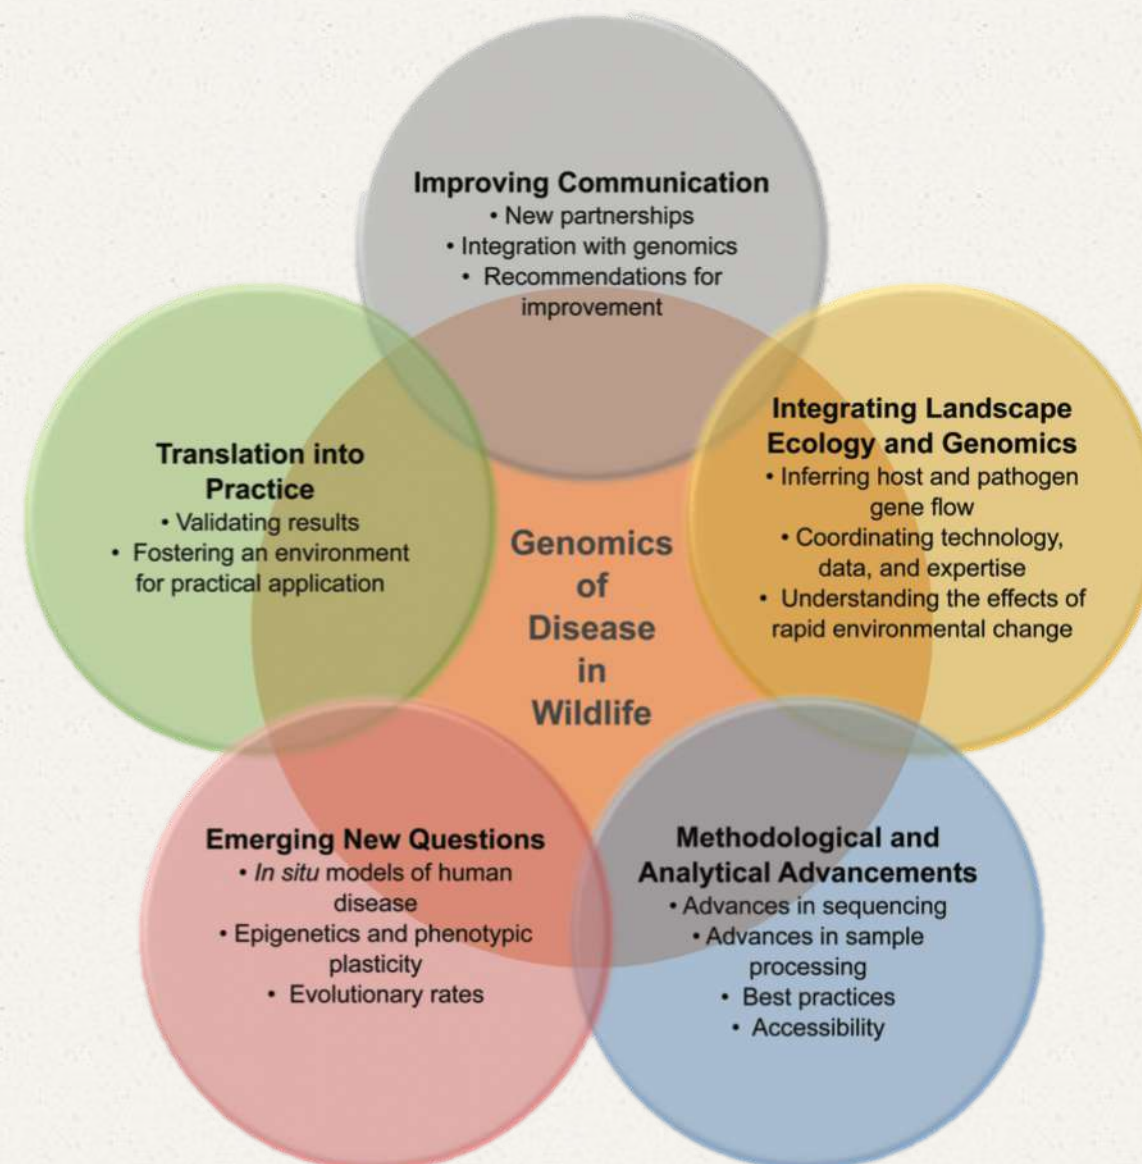 Improving Communication
• New partnerships
• Integration with genomics
• Recommendations for
improvement
Integrating Landscape
Ecology and Genomics
• Inferring host and pathogen
gene flow
• Coordinating technology,
data, and expertise
• Understanding the effects of
rapid environmental change
Translation into
Practice
• Validating results
• Fostering an environment
for practical application
Genomics
of
Disease
in
Wildlife
Emerging New Questions
• In situ models of human
disease
• Epigenetics and phenotypic
plasticity
• Evolutionary rates
Methodological and
Analytical Advancements
• Advances in sequencing
• Advances in sample
processing
• Best practices
• Accessibility